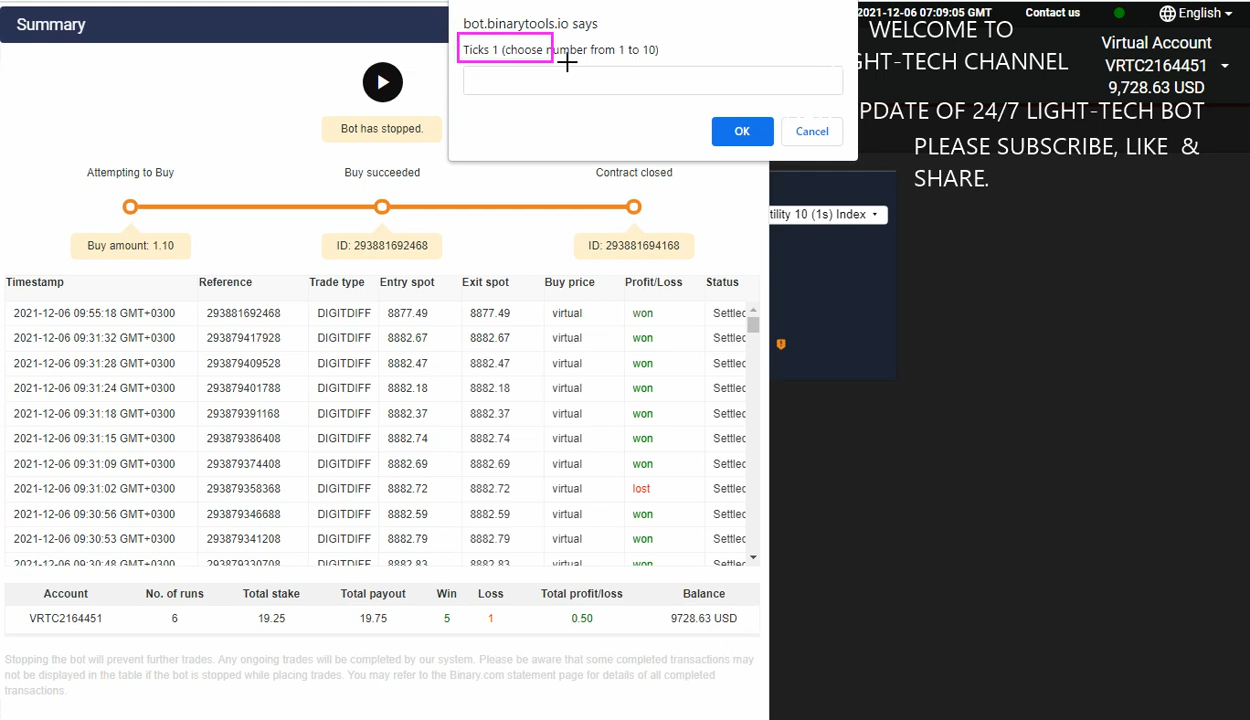 Summary
bot.binarytools.io says
Ticks 1 (choose number from 1 to 10)
OK
Cancel
2021-12-06 07:09:05 GMT
Contact us
English
WELCOME TO
GHT-TECH CHANNEL
Virtual Account
VRTC2164451
9,728.63 USD
PDATE OF 24/7 LIGHT-TECH BOT
PLEASE SUBSCRIBE, LIKE &
SHARE.
Bot has stopped.
Attempting to Buy
Buy succeeded
Contract closed
Buy amount: 1.10
ID: 293881692468
ID: 293881694168
tility 10 (1s) Index
Timestamp Reference Trade type Entry spot Exit spot Buy price Profit/Loss Status
2021-12-06 09:55:18 GMT+0300 293881692468 DIGITDIFF 8877.49 8877.49 virtual won Settled
2021-12-06 09:31:32 GMT+0300 293879417928 DIGITDIFF 8882.67 8882.67 virtual won Settled
2021-12-06 09:31:28 GMT+0300 293879409528 DIGITDIFF 8882.47 8882.47 virtual won Settled
2021-12-06 09:31:24 GMT+0300 293879401788 DIGITDIFF 8882.18 8882.18 virtual won Settled
2021-12-06 09:31:18 GMT+0300 293879391168 DIGITDIFF 8882.37 8882.37 virtual won Settled
2021-12-06 09:31:15 GMT+0300 293879386408 DIGITDIFF 8882.74 8882.74 virtual won Settled
2021-12-06 09:31:09 GMT+0300 293879374408 DIGITDIFF 8882.69 8882.69 virtual won Settled
2021-12-06 09:31:02 GMT+0300 293879358368 DIGITDIFF 8882.72 8882.72 virtual lost Settled
2021-12-06 09:30:56 GMT+0300 293879346688 DIGITDIFF 8882.59 8882.59 virtual won Settled
2021-12-06 09:30:53 GMT+0300 293879341208 DIGITDIFF 8882.79 8882.79 virtual won Settled
2021-12-06 09:30:48 GMT+0300 293879330708 DIGITDIFF 8882.83 8882.83 virtual won Settled
Account No. of runs Total stake Total payout Win Loss Total profit/loss Balance
VRTC2164451 6 19.25 19.75 5 1 0.50 9728.63 USD
Stopping the bot will prevent further trades. Any ongoing trades will be completed by our system. Please be aware that some completed transactions may
not be displayed in the table if the bot is stopped while placing trades. You may refer to the Binary.com statement page for details of all completed
transactions.